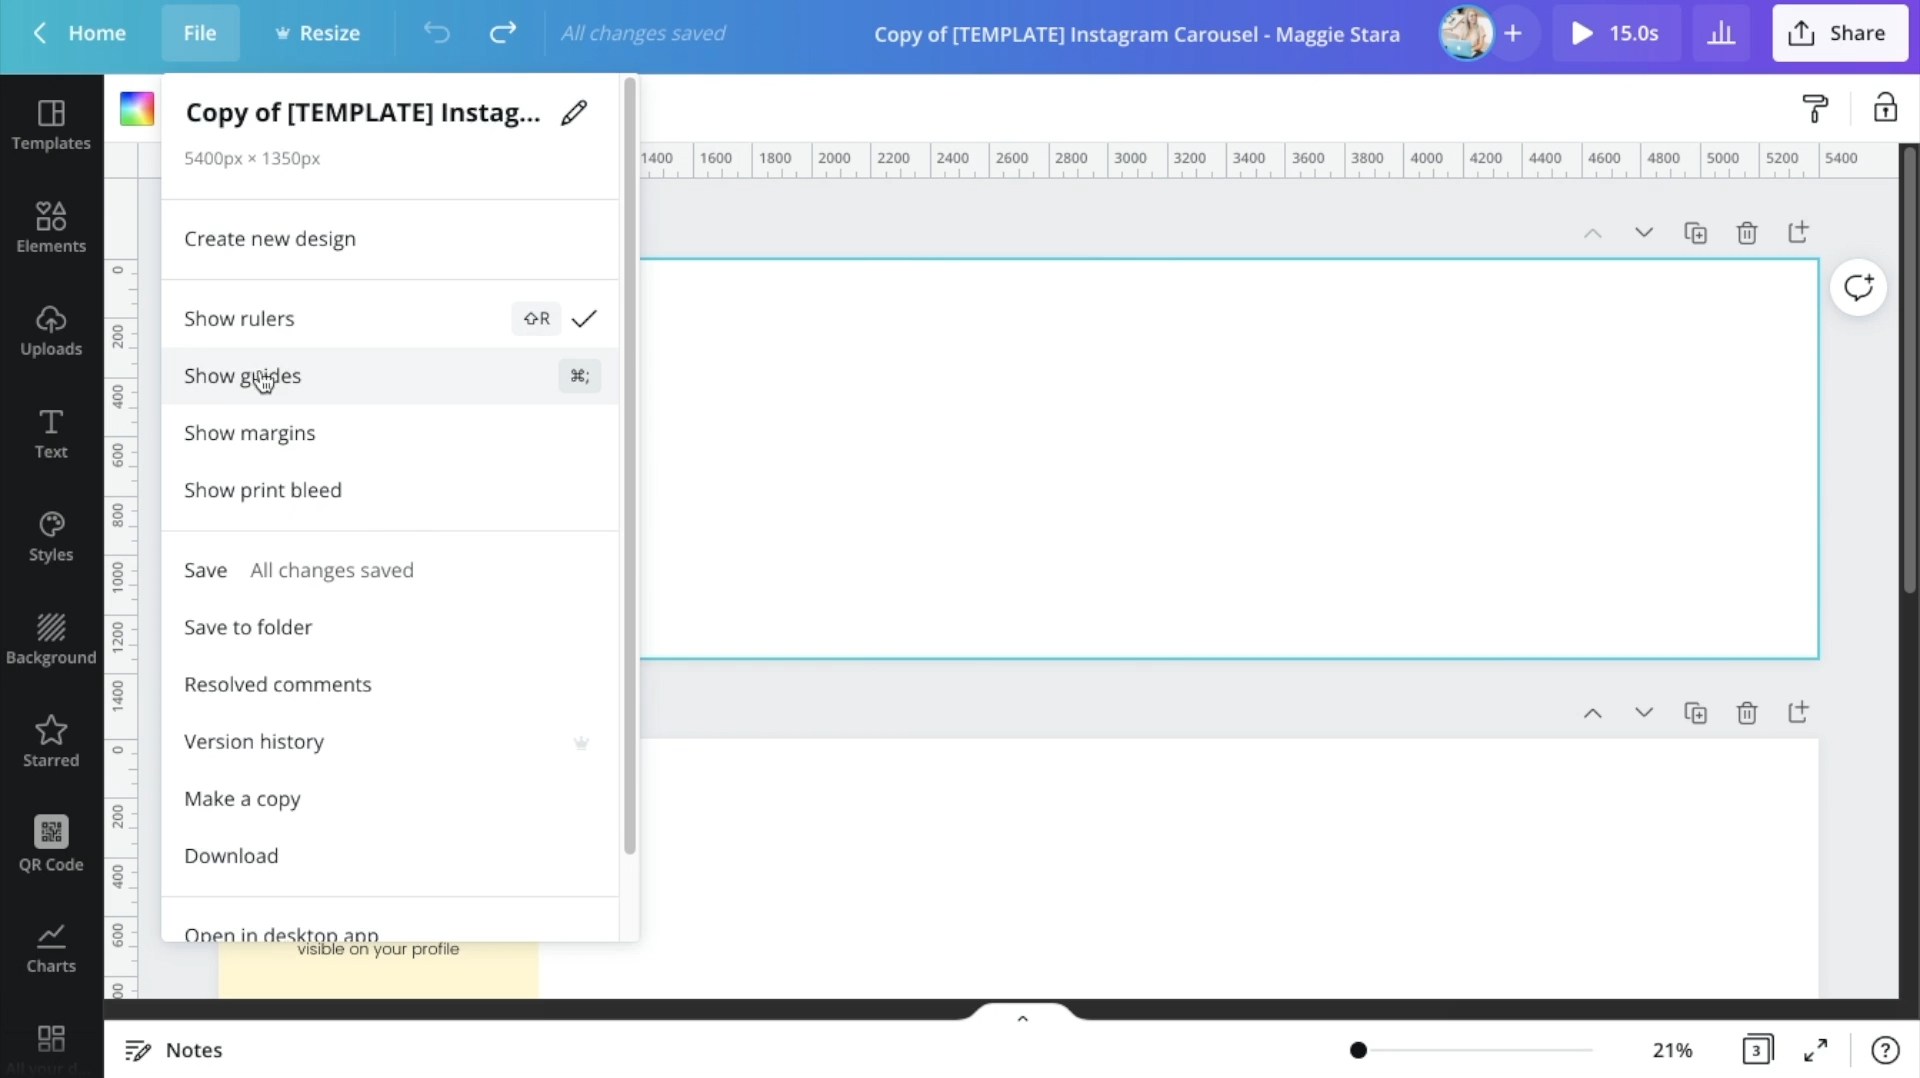 Home File Resize All changes saved Copy of [TEMPLATE] Instagram Carousel - Maggie Stara 15.0s Share
Copy of [TEMPLATE] Instag...
5400px × 1350px
Create new design
Show rulers ⇧R
Show guides ⌘;
Show margins
Show print bleed
Save All changes saved
Save to folder
Resolved comments
Version history
Make a copy
Download
Open in desktop app
Templates
Elements
Uploads
Text
Styles
Background
Starred
QR Code
Charts
All your d...
1400 1600 1800 2000 2200 2400 2600 2800 3000 3200 3400 3600 3800 4000 4200 4400 4600 4800 5000 5200 5400
0
200
400
600
800
1000
1200
1400
0
200
400
600
visible on your profile
Notes 21% 3 ?